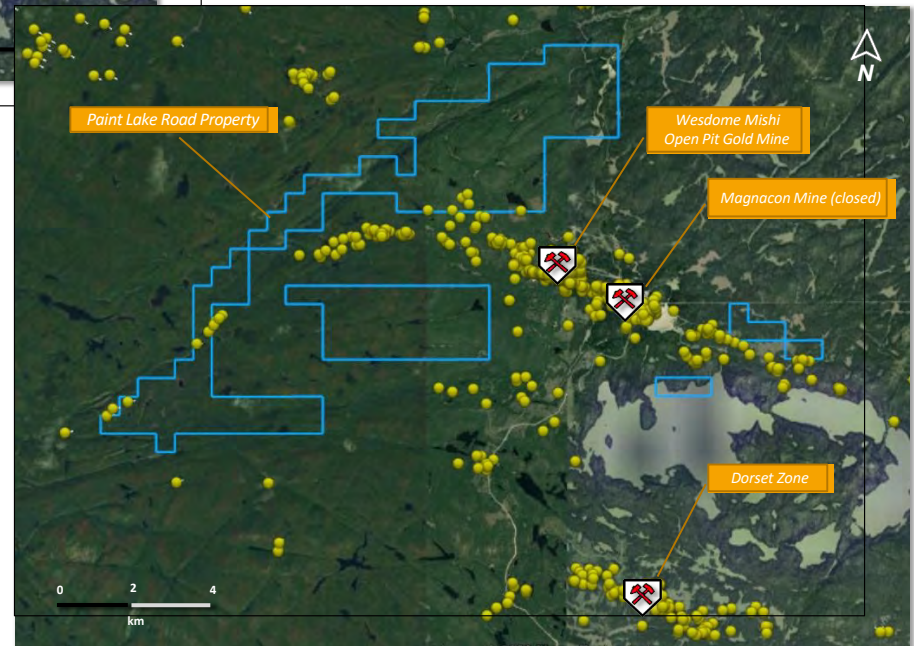 N
Paint Lake Road Property
Wesdome Mishi
Open Pit Gold Mine
Magnacon Mine (closed)
Dorset Zone
0 2 4
km